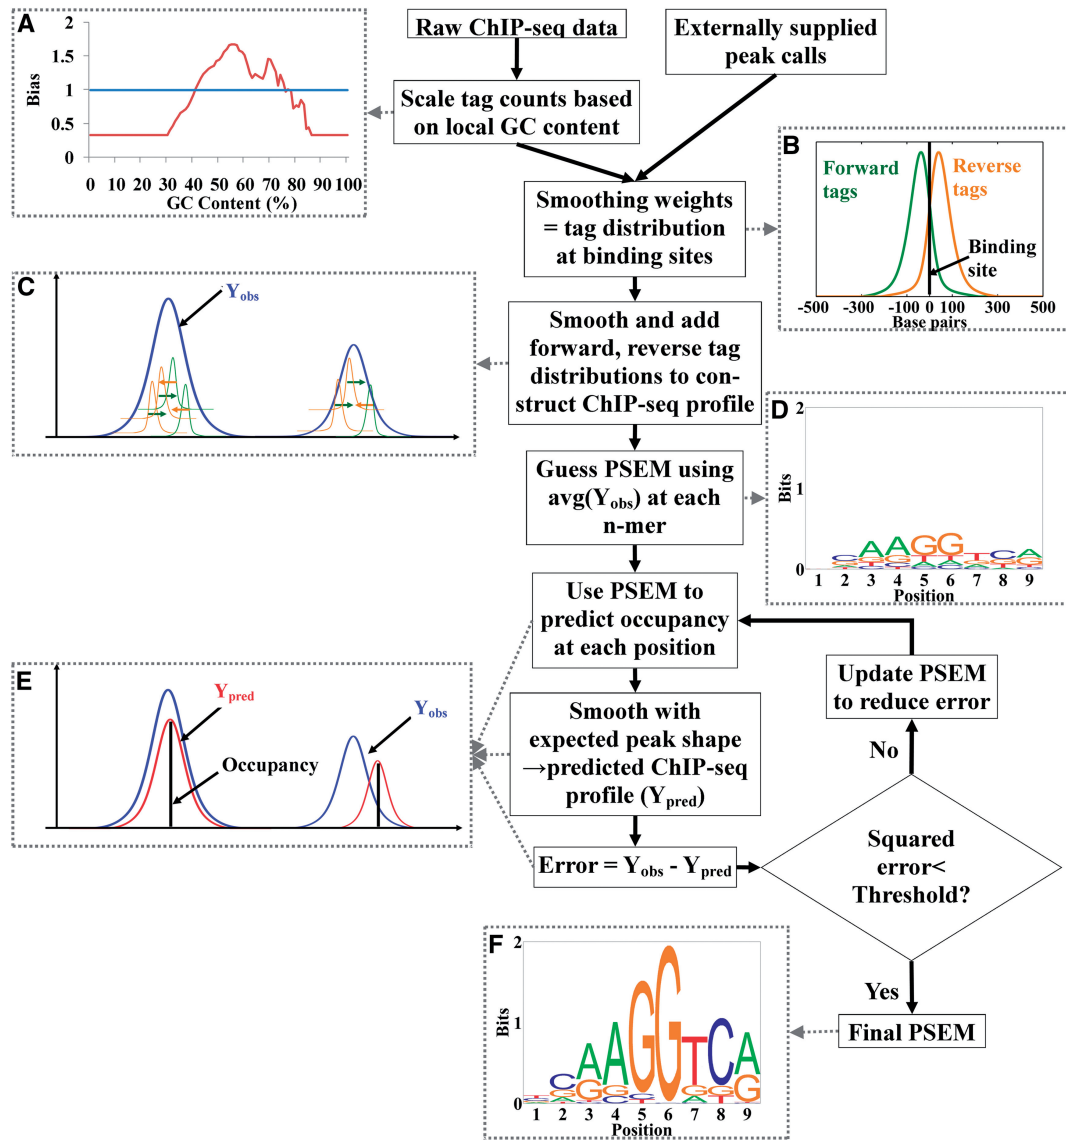 A
2
1.5
1
0.5
0
Bias
0 10 20 30 40 50 60 70 80 90 100
GC Content (%)
Raw ChIP-seq data
Externally supplied
peak calls
Scale tag counts based
on local GC content
Smoothing weights
= tag distribution
at binding sites
B
Forward
tags
Reverse
tags
Binding
site
-500 -300 -100 0 100 300 500
Base pairs
C
Yobs
Smooth and add
forward, reverse tag
distributions to con-
struct ChIP-seq profile
Guess PSEM using
avg(Yobs) at each
n-mer
D
2
1
0
Bits
CAAGGTCA
1 2 3 4 5 6 7 8 9
Position
Use PSEM to
predict occupancy
at each position
Update PSEM
to reduce error
E
Ypred
Yobs
Occupancy
Smooth with
expected peak shape
→predicted ChIP-seq
profile (Ypred)
No
Error = Yobs - Ypred
Squared
error<
Threshold?
Yes
Final PSEM
F
2
1
0
Bits
CAAGGTCA
1 2 3 4 5 6 7 8 9
Position